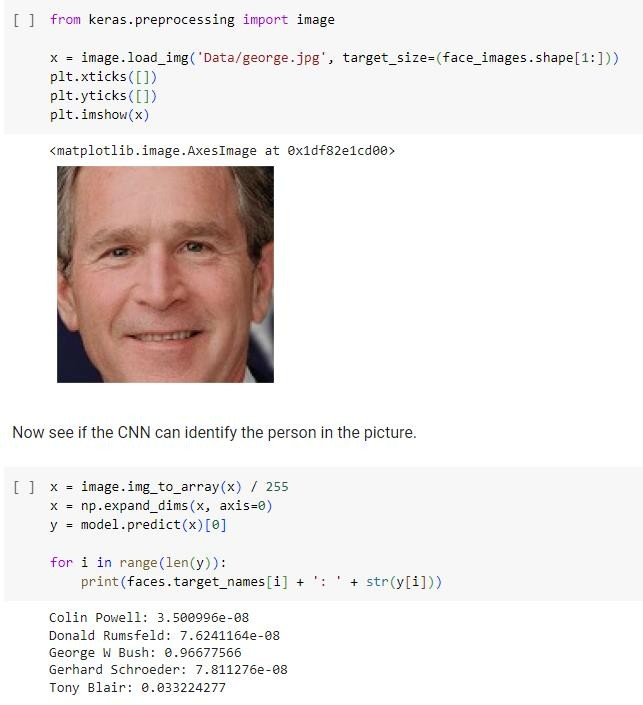 [ ] from keras.preprocessing import image
x = image.load_img('Data/george.jpg', target_size=(face_images.shape[1:]))
plt.xticks([])
plt.yticks([])
plt.imshow(x)
<matplotlib.image.AxesImage at 0x1df82e1cd00>
Now see if the CNN can identify the person in the picture.
[ ] x = image.img_to_array(x) / 255
x = np.expand_dims(x, axis=0)
y = model.predict(x)[0]
for i in range(len(y)):
print(faces.target_names[i] + ': ' + str(y[i]))
Colin Powell: 3.500996e-08
Donald Rumsfeld: 7.6241164e-08
George W Bush: 0.96677566
Gerhard Schroeder: 7.811276e-08
Tony Blair: 0.033224277